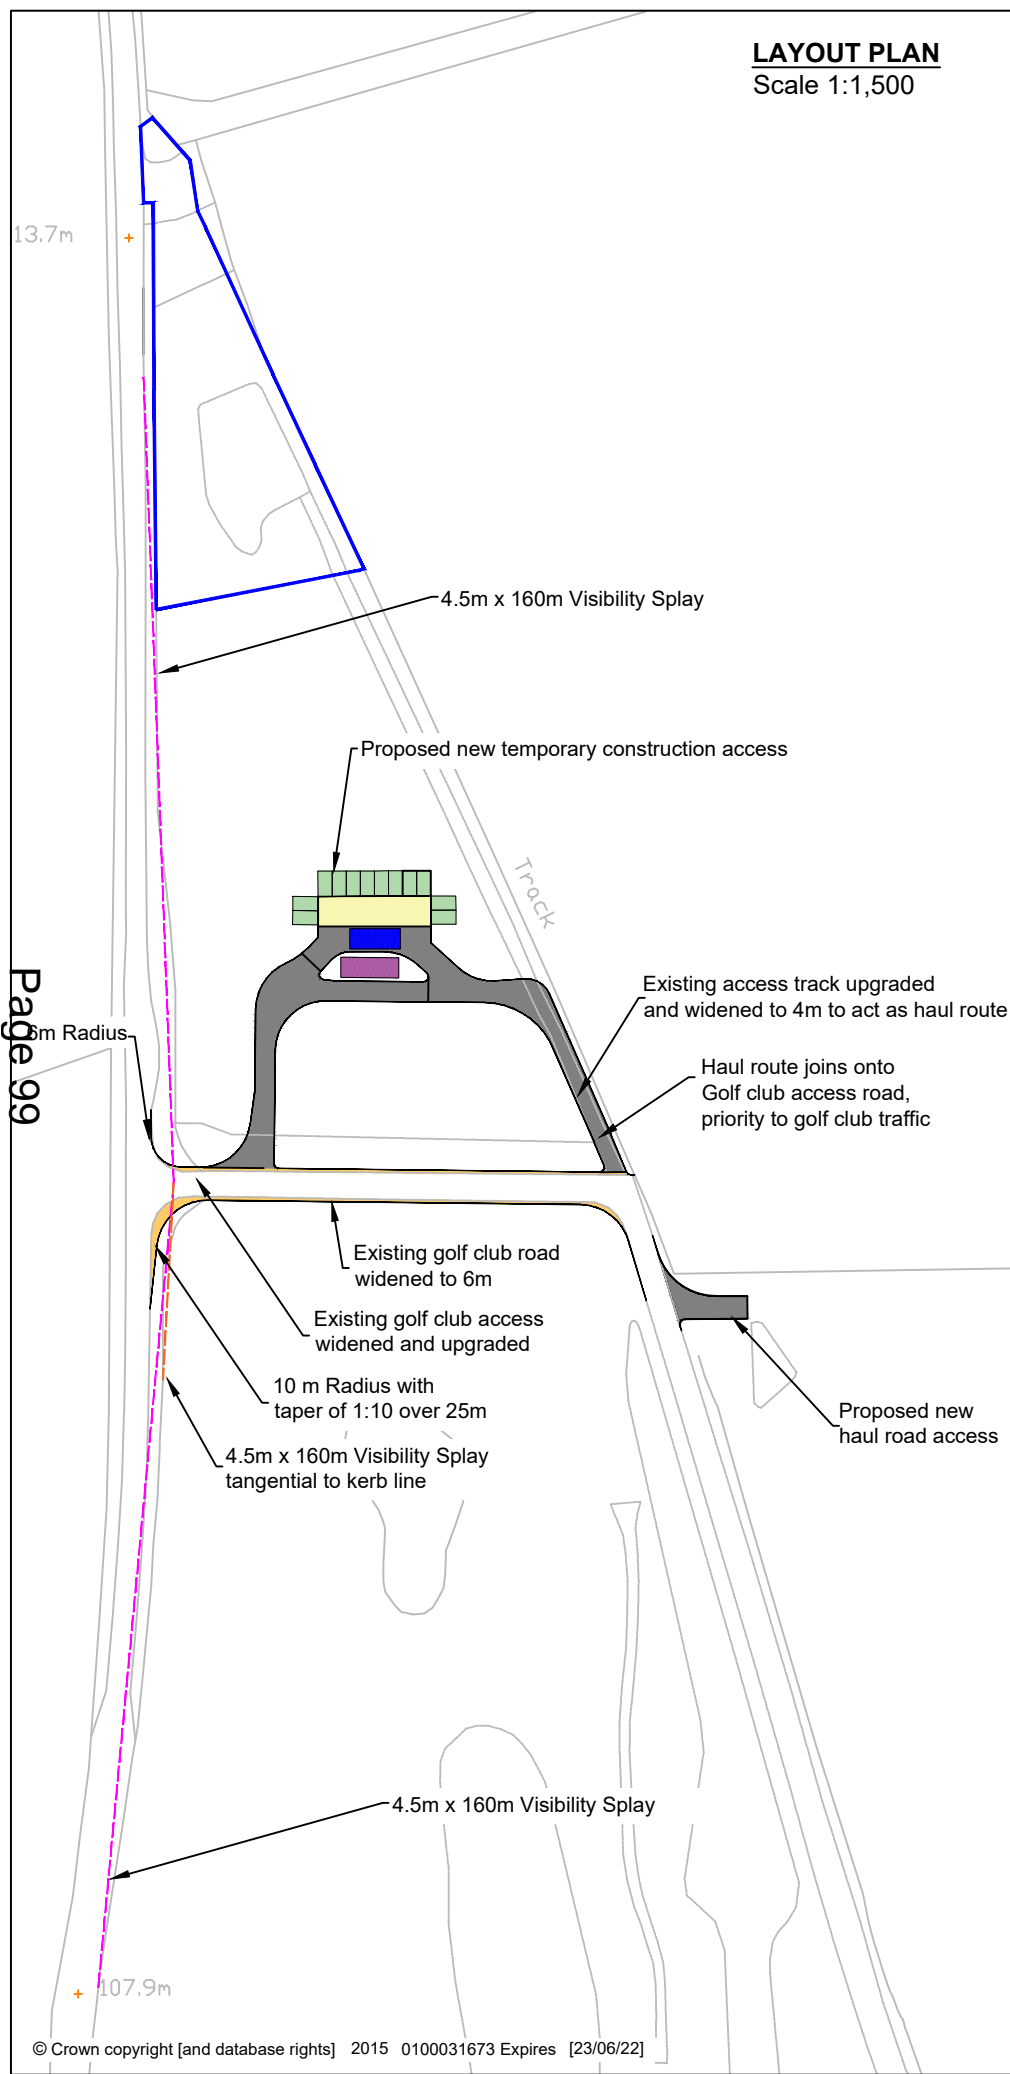 LAYOUT PLAN
Scale 1:1,500
13.7m
4.5m x 160m Visibility Splay
Proposed new temporary construction access
Track
Page 99
Existing access track upgraded
and widened to 4m to act as haul route
6m Radius
Haul route joins onto
Golf club access road,
priority to golf club traffic
Existing golf club road
widened to 6m
Existing golf club access
widened and upgraded
10 m Radius with
taper of 1:10 over 25m
Proposed new
haul road access
4.5m x 160m Visibility Splay
tangential to kerb line
4.5m x 160m Visibility Splay
107.9m
© Crown copyright [and database rights] 2015 0100031673 Expires [23/06/22]